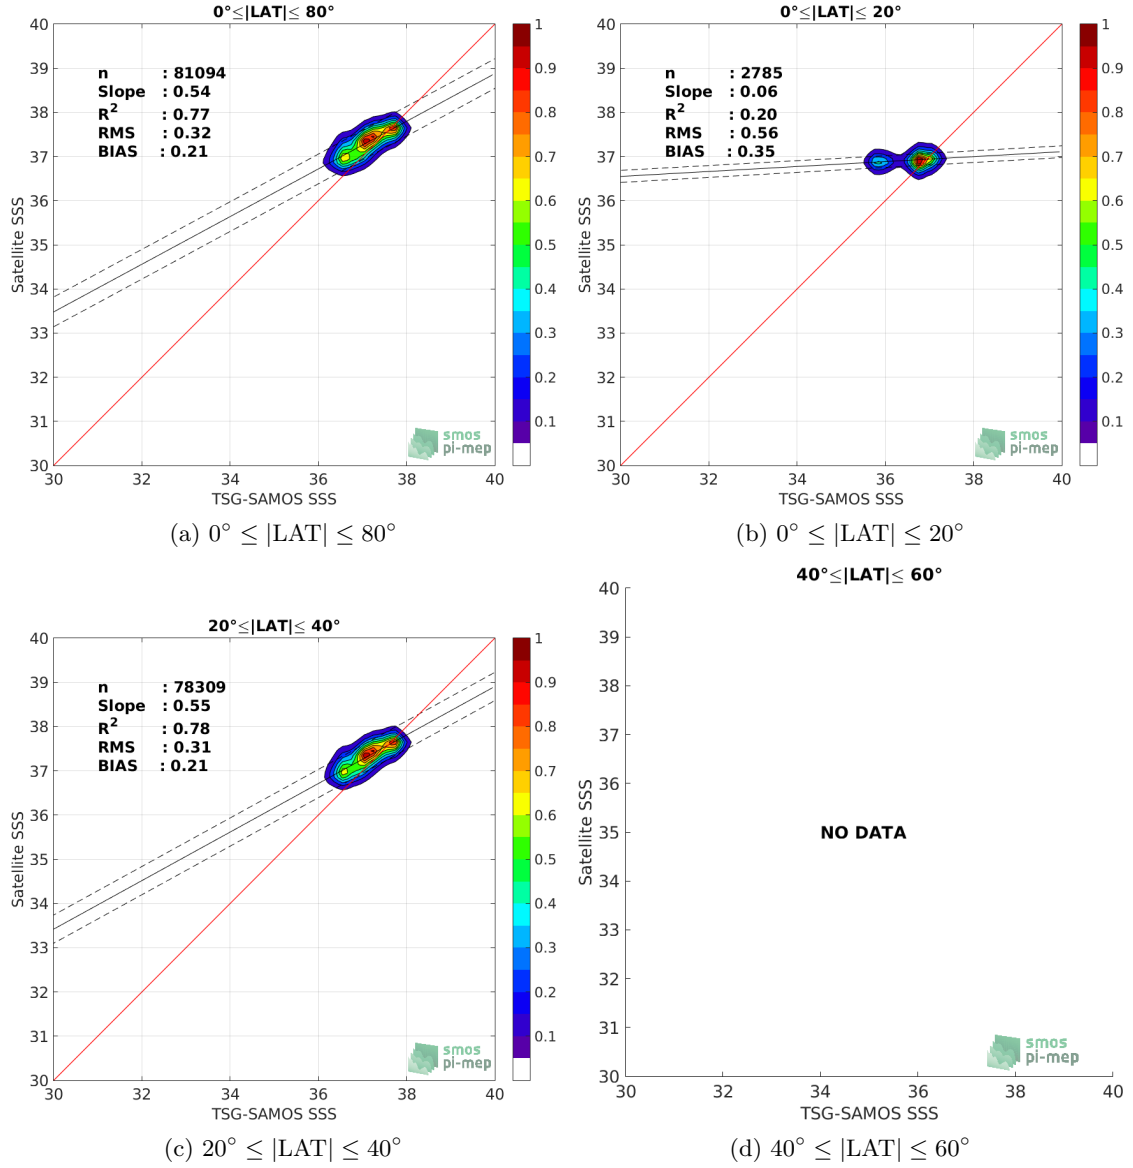 0°≤|LAT|≤ 80°
40
39
38
37
36
35
34
33
32
31
30
Satellite SSS
n : 81094
Slope : 0.54
R2 : 0.77
RMS : 0.32
BIAS : 0.21
smos
pi-mep
30 32 34 36 38 40
TSG-SAMOS SSS
1
0.9
0.8
0.7
0.6
0.5
0.4
0.3
0.2
0.1
(a) 0° ≤ |LAT| ≤ 80°
0°≤|LAT|≤ 20°
40
39
38
37
36
35
34
33
32
31
30
Satellite SSS
n : 2785
Slope : 0.06
R2 : 0.20
RMS : 0.56
BIAS : 0.35
smos
pi-mep
30 32 34 36 38 40
TSG-SAMOS SSS
1
0.9
0.8
0.7
0.6
0.5
0.4
0.3
0.2
0.1
(b) 0° ≤ |LAT| ≤ 20°
20°≤|LAT|≤ 40°
40
39
38
37
36
35
34
33
32
31
30
Satellite SSS
n : 78309
Slope : 0.55
R2 : 0.78
RMS : 0.31
BIAS : 0.21
smos
pi-mep
30 32 34 36 38 40
TSG-SAMOS SSS
1
0.9
0.8
0.7
0.6
0.5
0.4
0.3
0.2
0.1
(c) 20° ≤ |LAT| ≤ 40°
40°≤|LAT|≤ 60°
40
39
38
37
36
35
34
33
32
31
30
Satellite SSS
NO DATA
smos
pi-mep
30 32 34 36 38 40
TSG-SAMOS SSS
(d) 40° ≤ |LAT| ≤ 60°